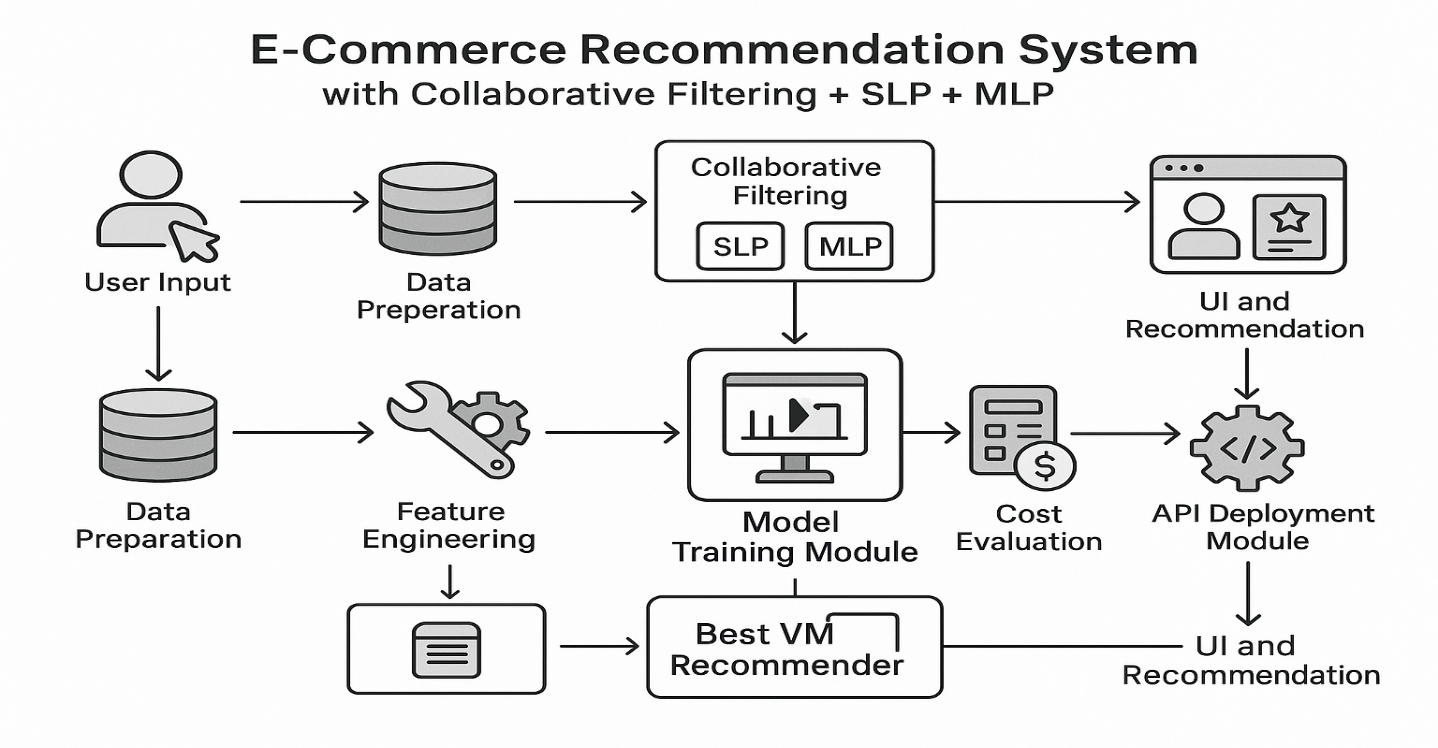 E-Commerce Recommendation System
with Collaborative Filtering + SLP + MLP
Collaborative
Filtering
SLP
MLP
User Input
Data
Preperation
UI and
Recommendation
Data
Preparation
Feature
Engineering
Model
Training Module
$
Cost
Evaluation
</>
API Deployment
Module
Best VM
Recommender
UI and
Recommendation